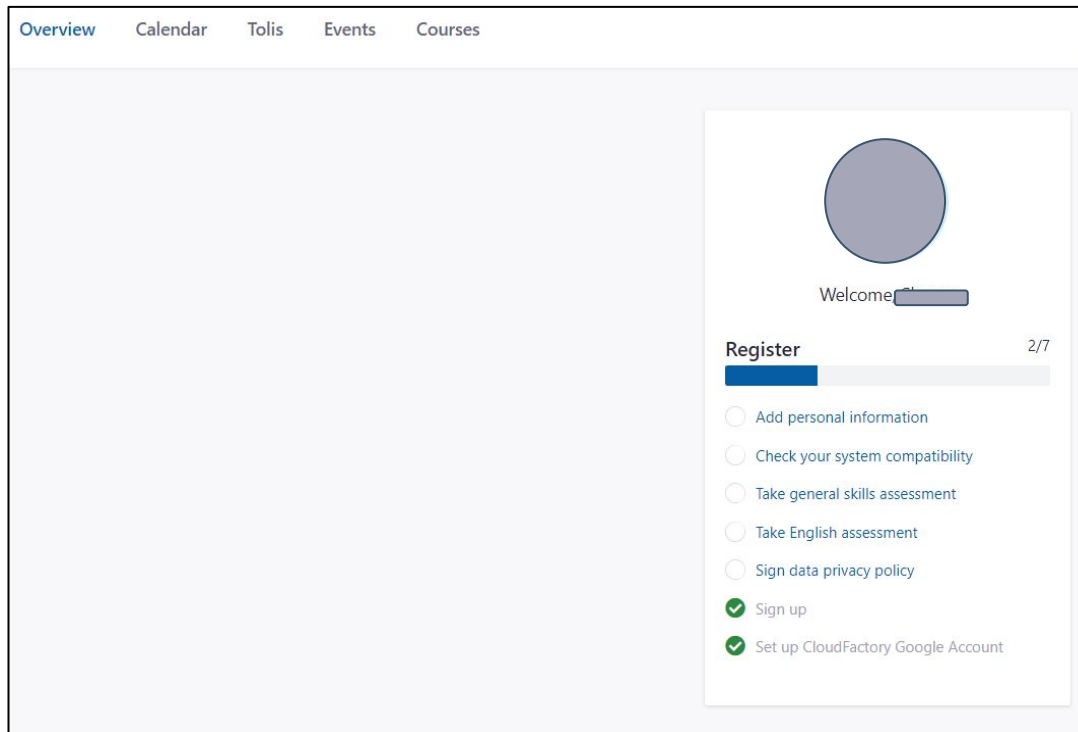 Overview Calendar Tolis Events Courses
Welcome,
Register 2/7
Add personal information
Check your system compatibility
Take general skills assessment
Take English assessment
Sign data privacy policy
Sign up
Set up CloudFactory Google Account